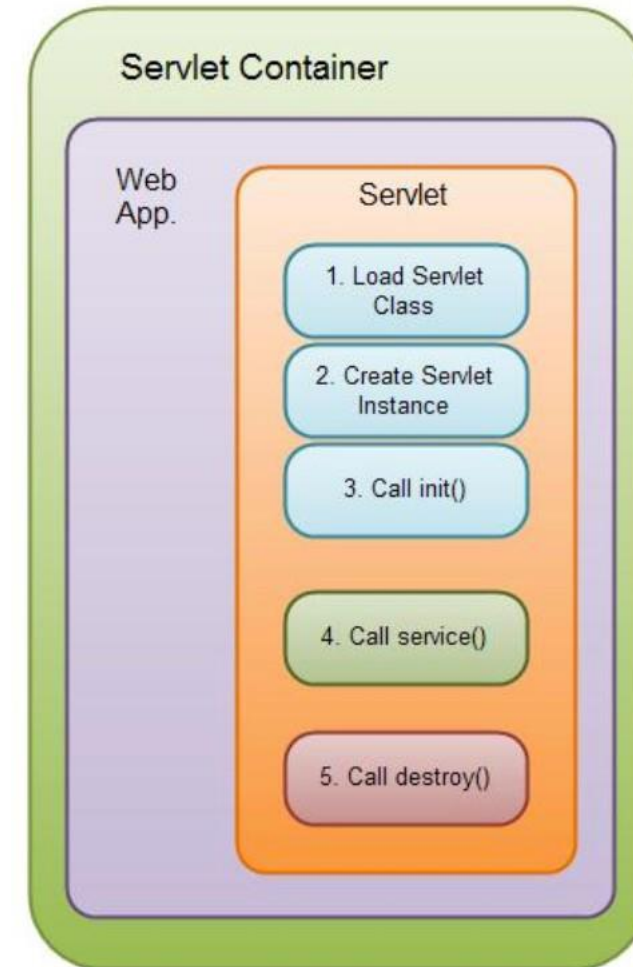 Servlet Container
Web
App.
Servlet
1. Load Servlet
Class
2. Create Servlet
Instance
3. Call init()
4. Call service()
5. Call destroy()